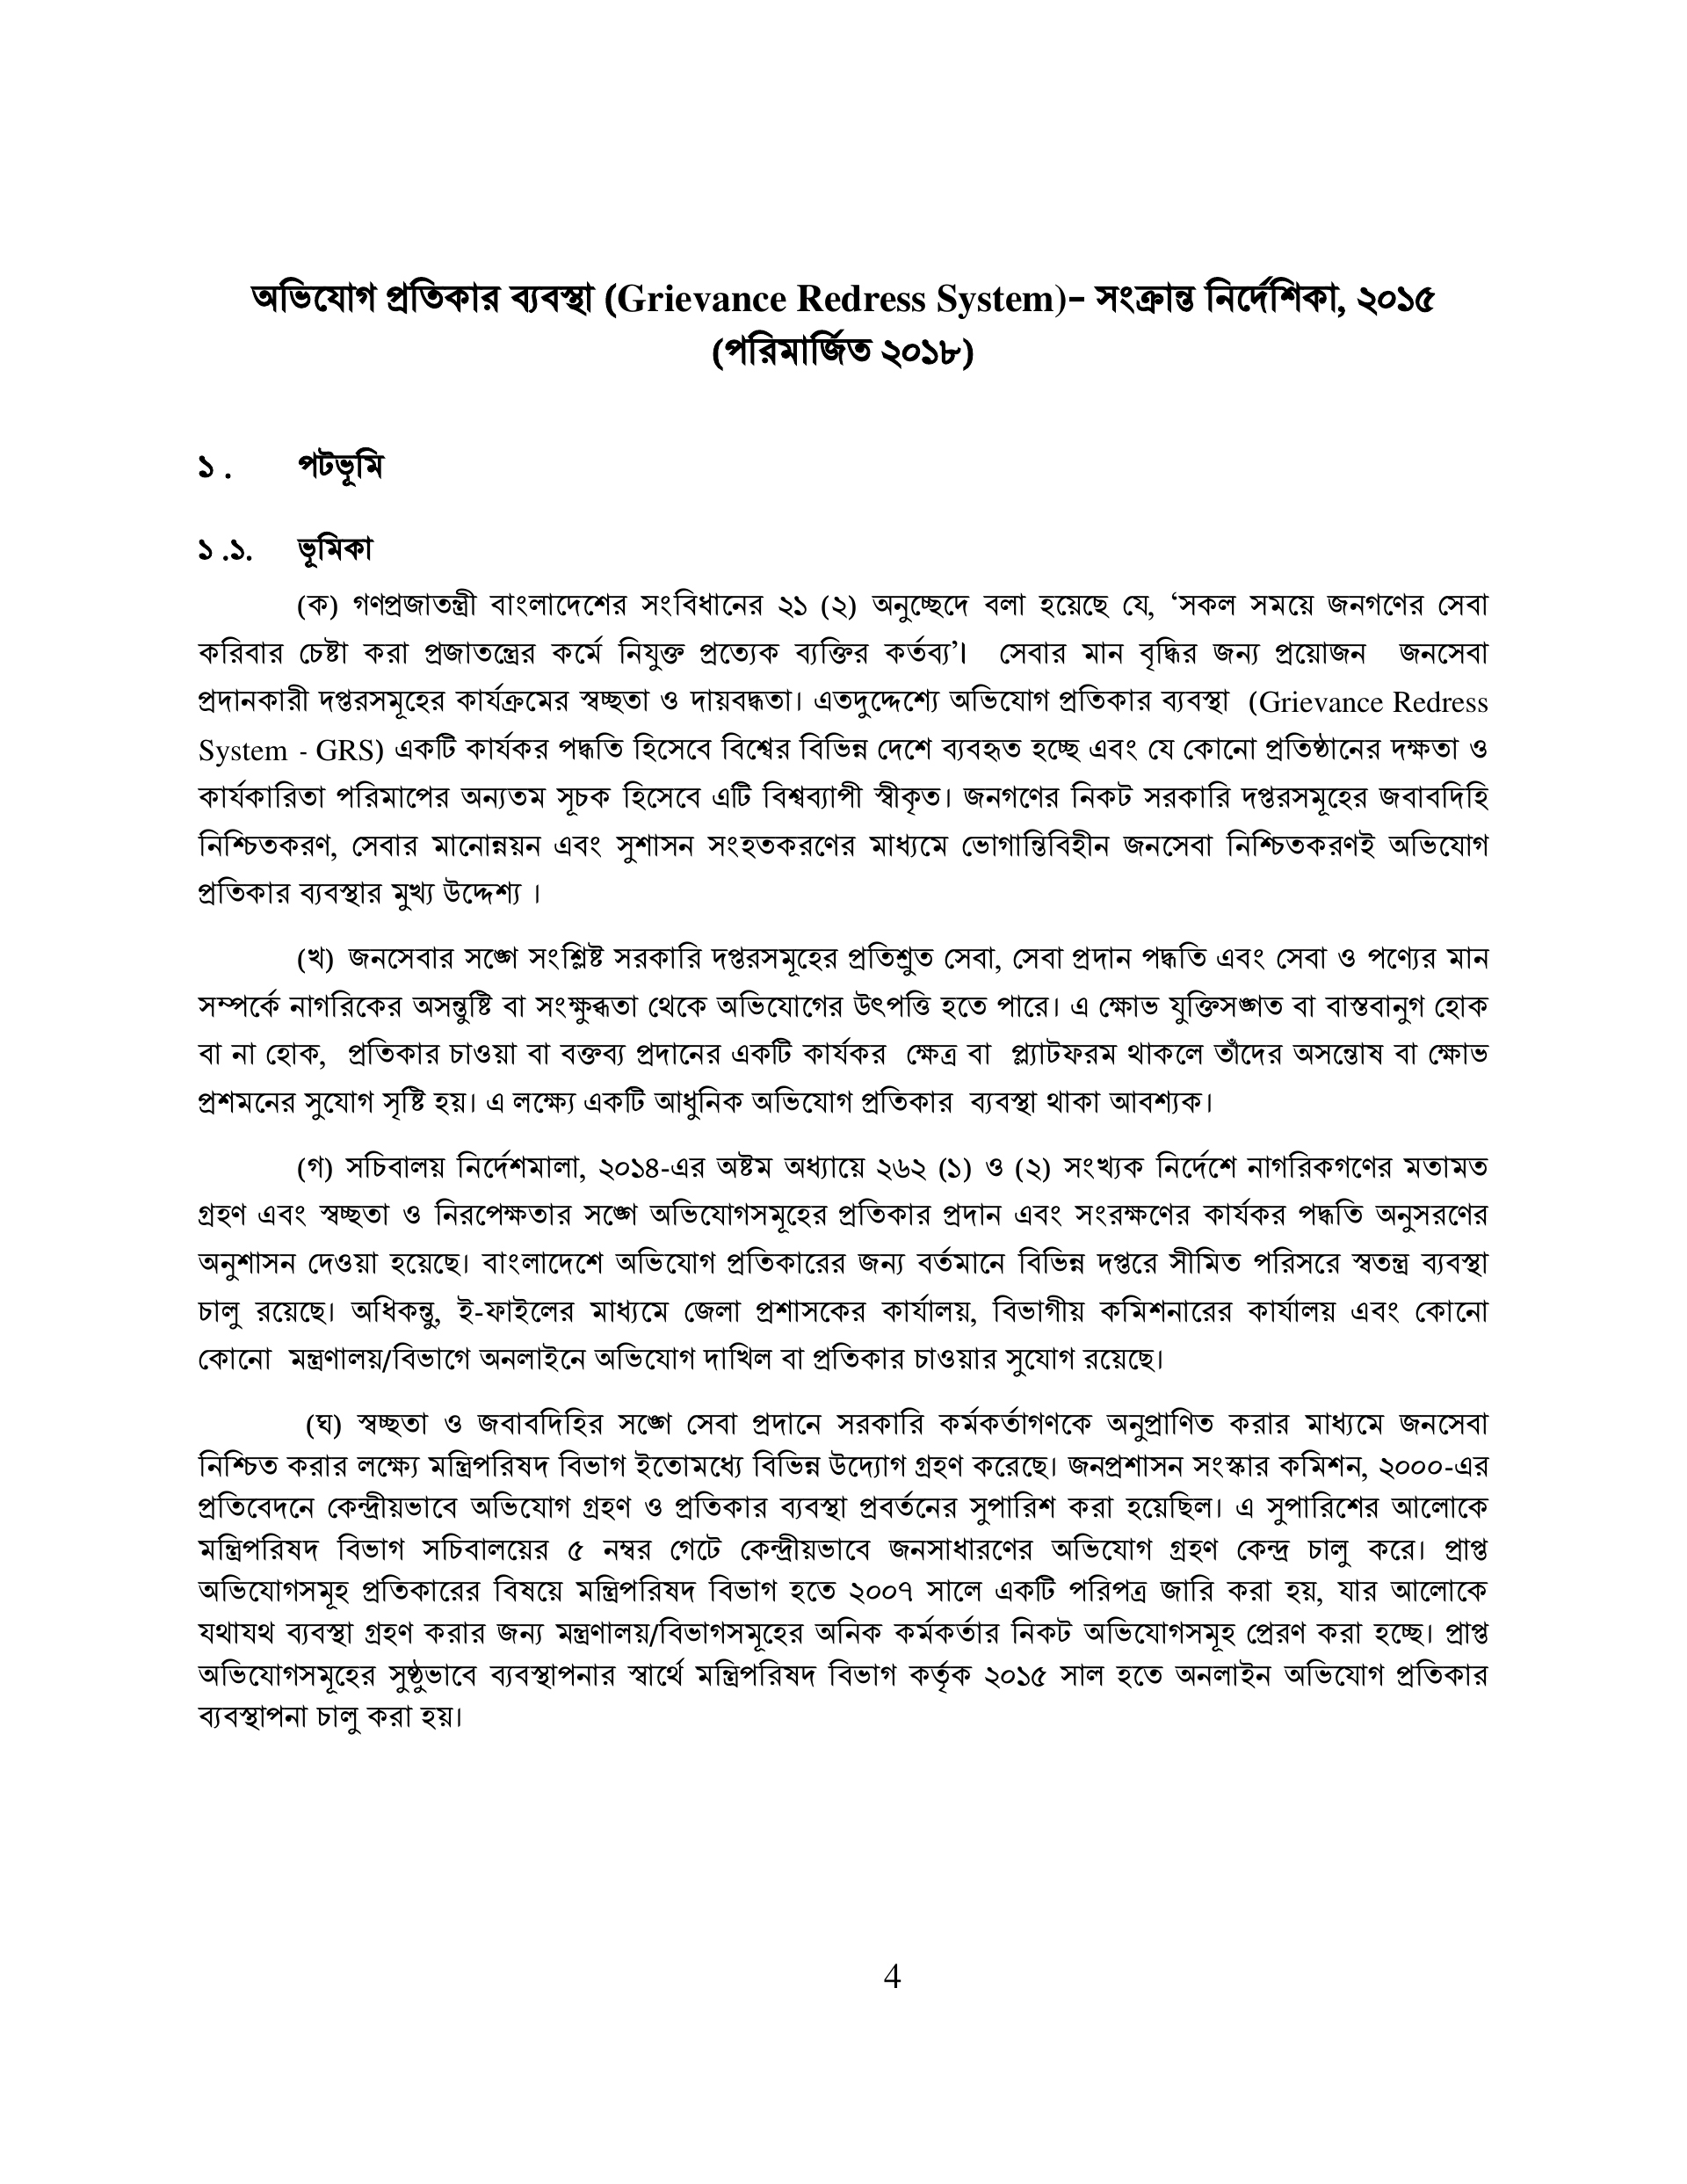 অভিযোগ প্রতিকার ব্যবস্থা (Grievance Redress System)– সংক্রান্ত নির্দেশিকা, ২০১৫
(পরিমার্জিত ২০১৮)
১ . পটভূমি
১ .১. ভূমিকা
(ক) গণপ্রজাতন্ত্রী বাংলাদেশের সংবিধানের ২১ (২) অনুচ্ছেদে বলা হয়েছে যে, ‘সকল সময়ে জনগণের সেবা
করিবার চেষ্টা করা প্রজাতন্ত্রের কর্মে নিযুক্ত প্রত্যেক ব্যক্তির কর্তব্য’। সেবার মান বৃদ্ধির জন্য প্রয়োজন জনসেবা
প্রদানকারী দপ্তরসমূহের কার্যক্রমের স্বচ্ছতা ও দায়বদ্ধতা। এতদুদ্দেশ্যে অভিযোগ প্রতিকার ব্যবস্থা (Grievance Redress
System - GRS) একটি কার্যকর পদ্ধতি হিসেবে বিশ্বের বিভিন্ন দেশে ব্যবহৃত হচ্ছে এবং যে কোনো প্রতিষ্ঠানের দক্ষতা ও
কার্যকারিতা পরিমাপের অন্যতম সূচক হিসেবে এটি বিশ্বব্যাপী স্বীকৃত। জনগণের নিকট সরকারি দপ্তরসমূহের জবাবদিহি
নিশ্চিতকরণ, সেবার মানোন্নয়ন এবং সুশাসন সংহতকরণের মাধ্যমে ভোগান্তিবিহীন জনসেবা নিশ্চিতকরণই অভিযোগ
প্রতিকার ব্যবস্থার মুখ্য উদ্দেশ্য ।
(খ) জনসেবার সঙ্গে সংশ্লিষ্ট সরকারি দপ্তরসমূহের প্রতিশ্রুত সেবা, সেবা প্রদান পদ্ধতি এবং সেবা ও পণ্যের মান
সম্পর্কে নাগরিকের অসন্তুষ্টি বা সংক্ষুব্ধতা থেকে অভিযোগের উৎপত্তি হতে পারে। এ ক্ষোভ যুক্তিসঙ্গত বা বাস্তবানুগ হোক
বা না হোক, প্রতিকার চাওয়া বা বক্তব্য প্রদানের একটি কার্যকর ক্ষেত্র বা প্ল্যাটফরম থাকলে তাঁদের অসন্তোষ বা ক্ষোভ
প্রশমনের সুযোগ সৃষ্টি হয়। এ লক্ষ্যে একটি আধুনিক অভিযোগ প্রতিকার ব্যবস্থা থাকা আবশ্যক।
(গ) সচিবালয় নির্দেশমালা, ২০১৪-এর অষ্টম অধ্যায়ে ২৬২ (১) ও (২) সংখ্যক নির্দেশে নাগরিকগণের মতামত
গ্রহণ এবং স্বচ্ছতা ও নিরপেক্ষতার সঙ্গে অভিযোগসমূহের প্রতিকার প্রদান এবং সংরক্ষণের কার্যকর পদ্ধতি অনুসরণের
অনুশাসন দেওয়া হয়েছে। বাংলাদেশে অভিযোগ প্রতিকারের জন্য বর্তমানে বিভিন্ন দপ্তরে সীমিত পরিসরে স্বতন্ত্র ব্যবস্থা
চালু রয়েছে। অধিকন্তু, ই-ফাইলের মাধ্যমে জেলা প্রশাসকের কার্যালয়, বিভাগীয় কমিশনারের কার্যালয় এবং কোনো
কোনো মন্ত্রণালয়/বিভাগে অনলাইনে অভিযোগ দাখিল বা প্রতিকার চাওয়ার সুযোগ রয়েছে।
(ঘ) স্বচ্ছতা ও জবাবদিহির সঙ্গে সেবা প্রদানে সরকারি কর্মকর্তাগণকে অনুপ্রাণিত করার মাধ্যমে জনসেবা
নিশ্চিত করার লক্ষ্যে মন্ত্রিপরিষদ বিভাগ ইতোমধ্যে বিভিন্ন উদ্যোগ গ্রহণ করেছে। জনপ্রশাসন সংস্কার কমিশন, ২০০০-এর
প্রতিবেদনে কেন্দ্রীয়ভাবে অভিযোগ গ্রহণ ও প্রতিকার ব্যবস্থা প্রবর্তনের সুপারিশ করা হয়েছিল। এ সুপারিশের আলোকে
মন্ত্রিপরিষদ বিভাগ সচিবালয়ের ৫ নম্বর গেটে কেন্দ্রীয়ভাবে জনসাধারণের অভিযোগ গ্রহণ কেন্দ্র চালু করে। প্রাপ্ত
অভিযোগসমূহ প্রতিকারের বিষয়ে মন্ত্রিপরিষদ বিভাগ হতে ২০০৭ সালে একটি পরিপত্র জারি করা হয়, যার আলোকে
যথাযথ ব্যবস্থা গ্রহণ করার জন্য মন্ত্রণালয়/বিভাগসমূহের অনিক কর্মকর্তার নিকট অভিযোগসমূহ প্রেরণ করা হচ্ছে। প্রাপ্ত
অভিযোগসমূহের সুষ্ঠুভাবে ব্যবস্থাপনার স্বার্থে মন্ত্রিপরিষদ বিভাগ কর্তৃক ২০১৫ সাল হতে অনলাইন অভিযোগ প্রতিকার
ব্যবস্থাপনা চালু করা হয়।
4